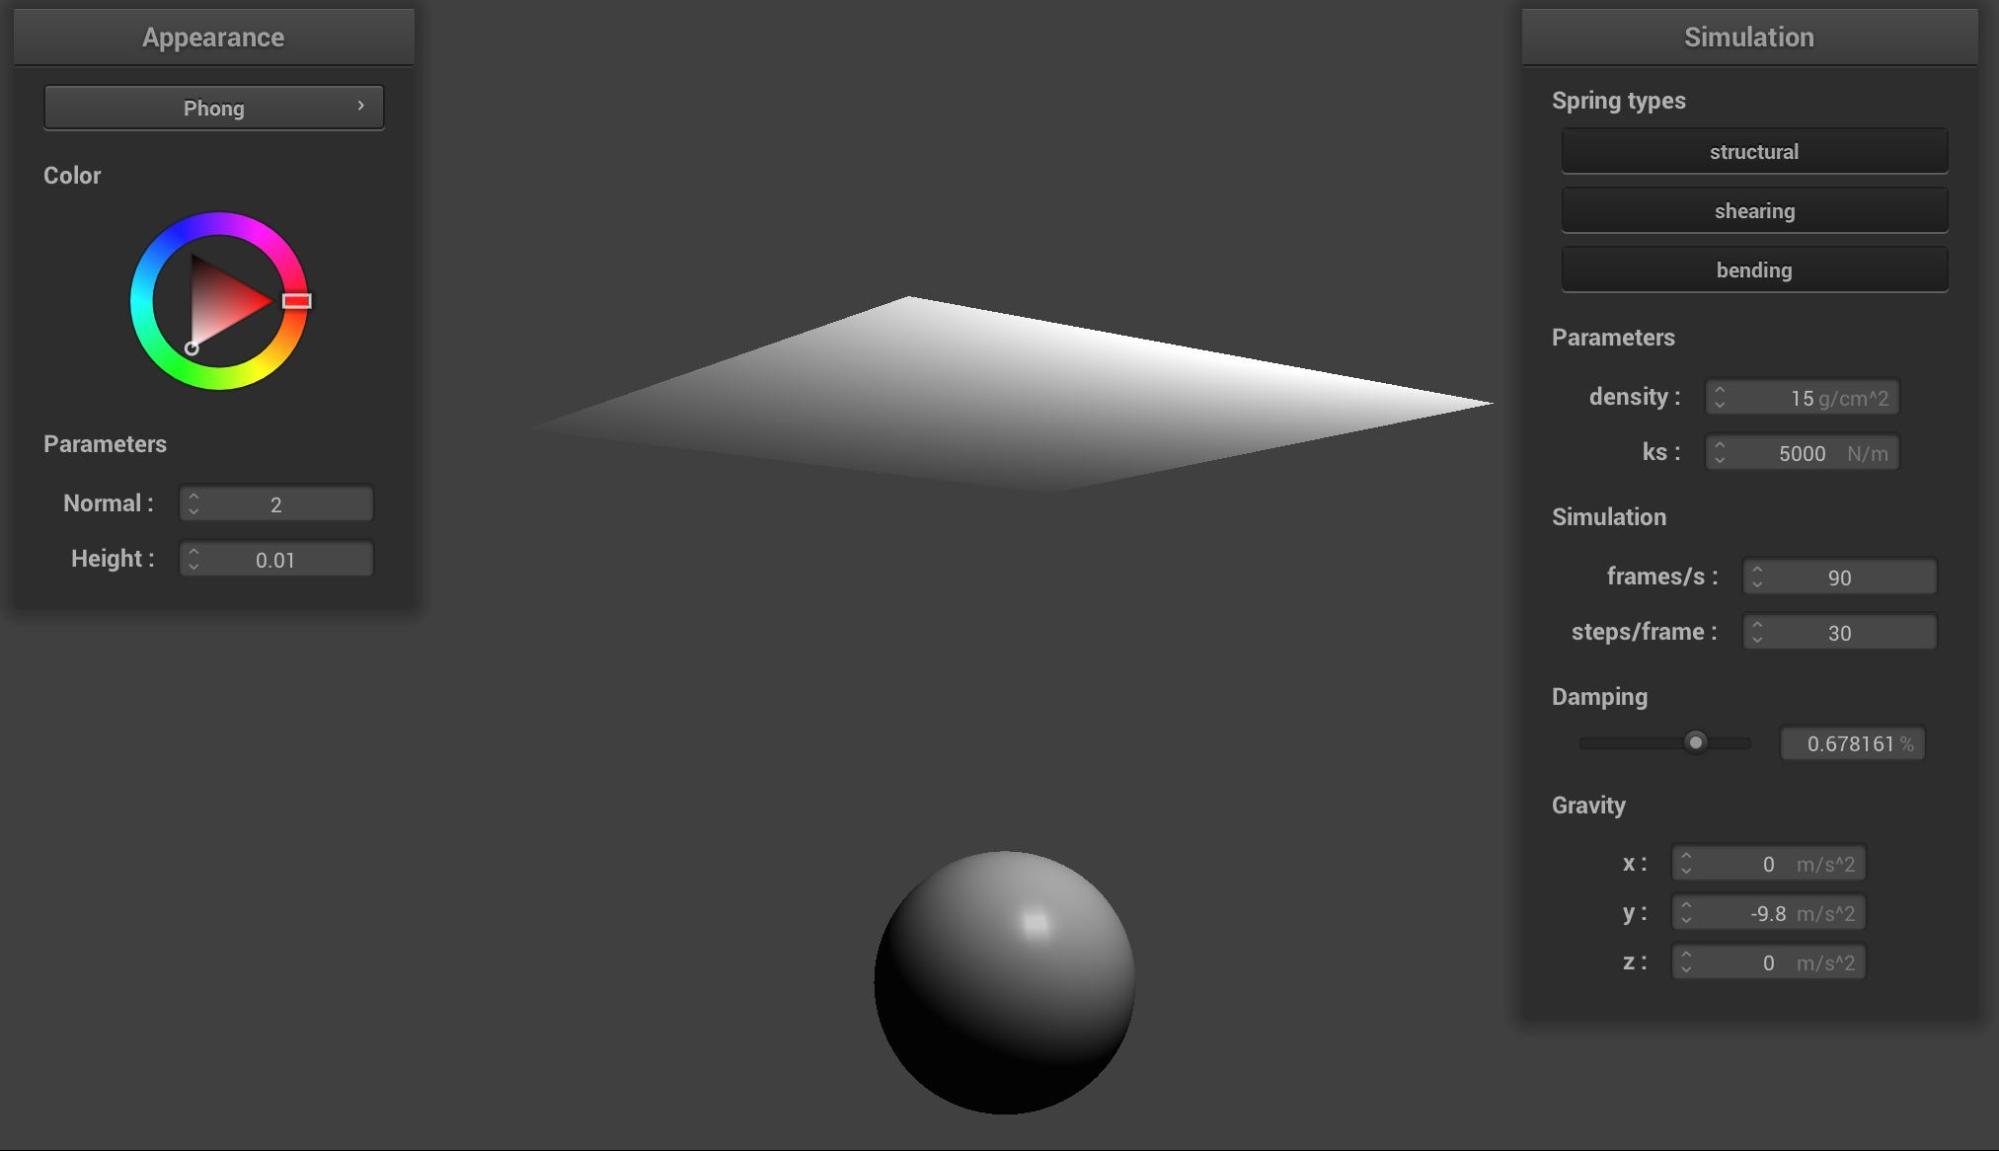 Appearance
Phong
Color
Parameters
Normal : 2
Height : 0.01
Simulation
Spring types
structural
shearing
bending
Parameters
density : 15 g/cm^2
ks : 5000 N/m
Simulation
frames/s : 90
steps/frame : 30
Damping
0.678161 %
Gravity
x : 0 m/s^2
y : -9.8 m/s^2
z : 0 m/s^2